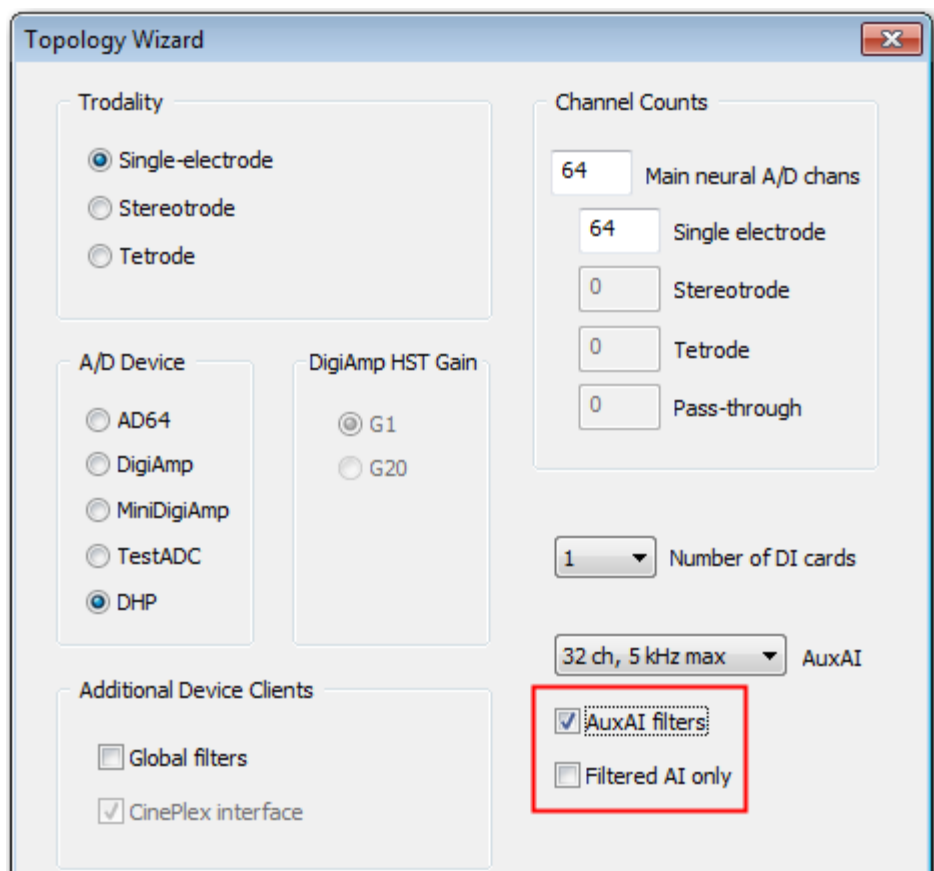 Topology Wizard
Trodality
Single-electrode
Stereotrode
Tetrode
Channel Counts
64 Main neural A/D chans
64 Single electrode
0 Stereotrode
0 Tetrode
0 Pass-through
A/D Device
AD64
DigiAmp
MiniDigiAmp
TestADC
DHP
DigiAmp HST Gain
G1
G20
1 Number of DI cards
32 ch, 5 kHz max AuxAI
AuxAI filters
Filtered AI only
Additional Device Clients
Global filters
CinePlex interface